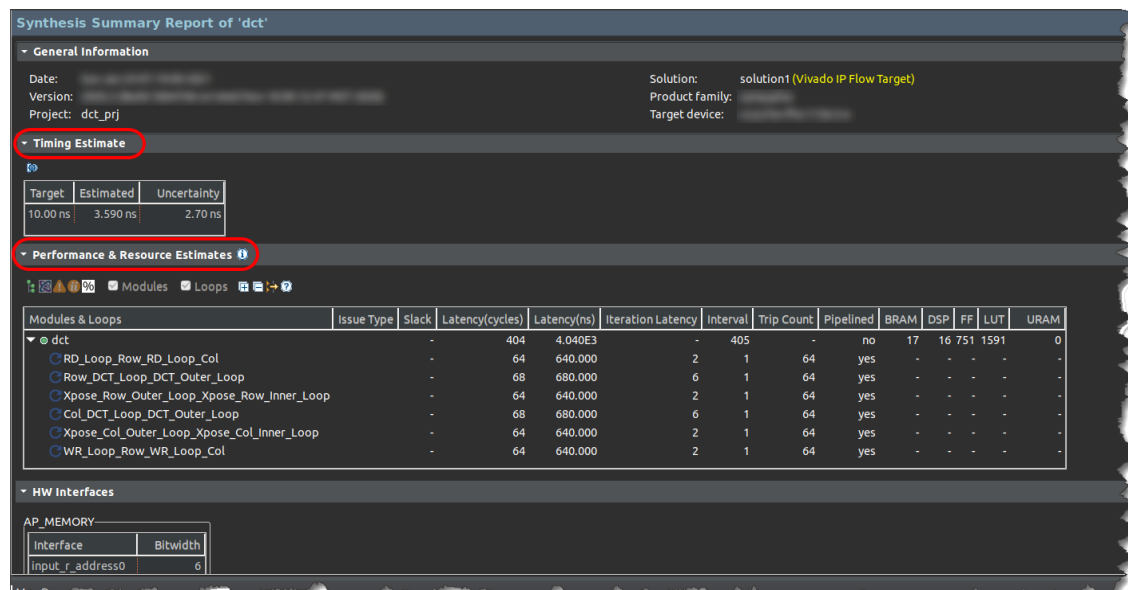 Synthesis Summary Report of 'dct'
General Information
Date:
Solution: solution1 (Vivado IP Flow Target)
Version:
Product family:
Project: dct_prj
Target device:
Timing Estimate
Target Estimated Uncertainty
10.00 ns 3.590 ns 2.70 ns
Performance & Resource Estimates
% Modules Loops
Modules & Loops Issue Type Slack Latency(cycles) Latency(ns) Iteration Latency Interval Trip Count Pipelined BRAM DSP FF LUT URAM
dct - 404 4.040E3 - 405 - no 17 16 751 1591 0
RD_Loop_Row_RD_Loop_Col - 64 640.000 2 1 64 yes - - - - -
Row_DCT_Loop_DCT_Outer_Loop - 68 680.000 6 1 64 yes - - - - -
Xpose_Row_Outer_Loop_Xpose_Row_Inner_Loop - 64 640.000 2 1 64 yes - - - - -
Col_DCT_Loop_DCT_Outer_Loop - 68 680.000 6 1 64 yes - - - - -
Xpose_Col_Outer_Loop_Xpose_Col_Inner_Loop - 64 640.000 2 1 64 yes - - - - -
WR_Loop_Row_WR_Loop_Col - 64 640.000 2 1 64 yes - - - - -
HW Interfaces
AP_MEMORY
Interface Bitwidth
input_r_address0 6